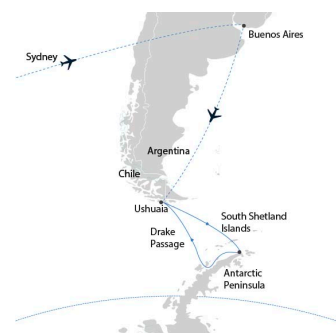 Buenos Aires
Sydney
Argentina
Chile
Ushuaia
South Shetland
Islands
Drake
Passage
Antarctic
Peninsula